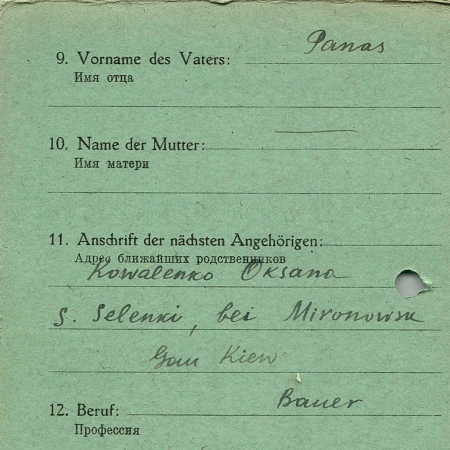 Panas
9. Vorname des Vaters:
Имя отца
10. Name der Mutter:
Имя матери
11. Anschrift der nächsten Angehörigen:
Адрес ближайших родственников
Kowalenko Oksana
S. Selenki, bei Mironowsk
Gau Kiew
Bauer
12. Beruf:
Профессия